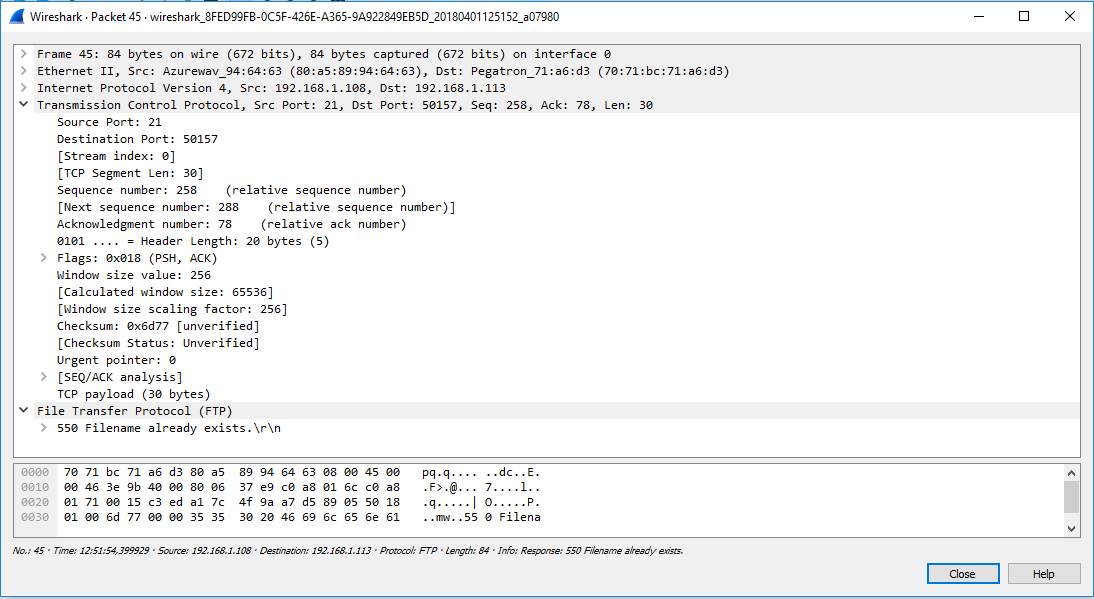 Wireshark · Packet 45 · wireshark_8FED99FB-0C5F-426E-A365-9A922849EB5D_20180401125152_a07980
Frame 45: 84 bytes on wire (672 bits), 84 bytes captured (672 bits) on interface 0
Ethernet II, Src: Azurewav_94:64:63 (80:a5:89:94:64:63), Dst: Pegatron_71:a6:d3 (70:71:bc:71:a6:d3)
Internet Protocol Version 4, Src: 192.168.1.108, Dst: 192.168.1.113
Transmission Control Protocol, Src Port: 21, Dst Port: 50157, Seq: 258, Ack: 78, Len: 30
Source Port: 21
Destination Port: 50157
[Stream index: 0]
[TCP Segment Len: 30]
Sequence number: 258    (relative sequence number)
[Next sequence number: 288    (relative sequence number)]
Acknowledgment number: 78    (relative ack number)
0101 .... = Header Length: 20 bytes (5)
Flags: 0x018 (PSH, ACK)
Window size value: 256
[Calculated window size: 65536]
[Window size scaling factor: 256]
Checksum: 0x6d77 [unverified]
[Checksum Status: Unverified]
Urgent pointer: 0
[SEQ/ACK analysis]
TCP payload (30 bytes)
File Transfer Protocol (FTP)
550 Filename already exists.\r\n
0000  70 71 bc 71 a6 d3 80 a5  89 94 64 63 08 00 45 00   pq.q.... ..dc..E.
0010  00 46 3e 9b 40 00 80 06  37 e9 c0 a8 01 6c c0 a8   .F>.@... 7....l..
0020  01 71 00 15 c3 ed a1 7c  4f 9a a7 d5 89 05 50 18   .q.....| O.....P.
0030  01 00 6d 77 00 00 35 35  30 20 46 69 6c 65 6e 61   ..mw..55 0 Filena
No.: 45 · Time: 12:51:54,399929 · Source: 192.168.1.108 · Destination: 192.168.1.113 · Protocol: FTP · Length: 84 · Info: Response: 550 Filename already exists.
Close Help